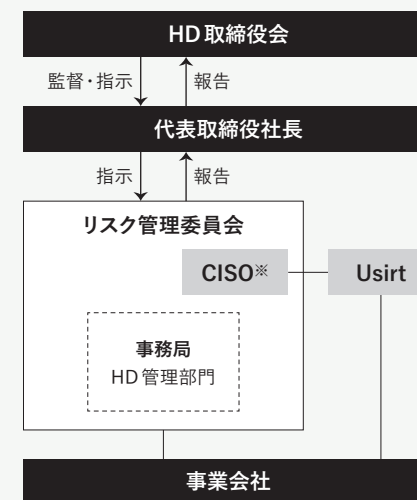 HD取締役会
監督・指示
報告
代表取締役社長
指示
報告
リスク管理委員会
CISO※
Usirt
事務局
HD管理部門
事業会社